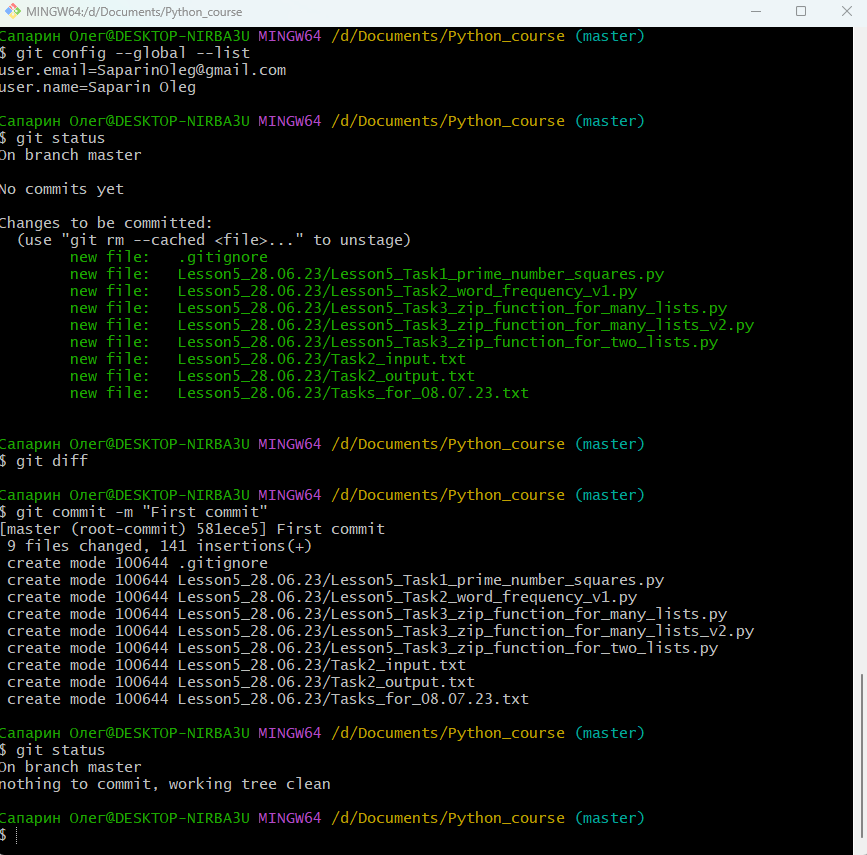 MINGW64:/d/Documents/Python_course
Сапарин Олег@DESKTOP-NIRBA3U MINGW64 /d/Documents/Python_course (master)
$ git config --global --list
user.email=SaparinOleg@gmail.com
user.name=Saparin Oleg
Сапарин Олег@DESKTOP-NIRBA3U MINGW64 /d/Documents/Python_course (master)
$ git status
On branch master
No commits yet
Changes to be committed:
(use "git rm --cached <file>..." to unstage)
new file: .gitignore
new file: Lesson5_28.06.23/Lesson5_Task1_prime_number_squares.py
new file: Lesson5_28.06.23/Lesson5_Task2_word_frequency_v1.py
new file: Lesson5_28.06.23/Lesson5_Task3_zip_function_for_many_lists.py
new file: Lesson5_28.06.23/Lesson5_Task3_zip_function_for_many_lists_v2.py
new file: Lesson5_28.06.23/Lesson5_Task3_zip_function_for_two_lists.py
new file: Lesson5_28.06.23/Task2_input.txt
new file: Lesson5_28.06.23/Task2_output.txt
new file: Lesson5_28.06.23/Tasks_for_08.07.23.txt
Сапарин Олег@DESKTOP-NIRBA3U MINGW64 /d/Documents/Python_course (master)
$ git diff
Сапарин Олег@DESKTOP-NIRBA3U MINGW64 /d/Documents/Python_course (master)
$ git commit -m "First commit"
[master (root-commit) 581ece5] First commit
9 files changed, 141 insertions(+)
create mode 100644 .gitignore
create mode 100644 Lesson5_28.06.23/Lesson5_Task1_prime_number_squares.py
create mode 100644 Lesson5_28.06.23/Lesson5_Task2_word_frequency_v1.py
create mode 100644 Lesson5_28.06.23/Lesson5_Task3_zip_function_for_many_lists.py
create mode 100644 Lesson5_28.06.23/Lesson5_Task3_zip_function_for_many_lists_v2.py
create mode 100644 Lesson5_28.06.23/Lesson5_Task3_zip_function_for_two_lists.py
create mode 100644 Lesson5_28.06.23/Task2_input.txt
create mode 100644 Lesson5_28.06.23/Task2_output.txt
create mode 100644 Lesson5_28.06.23/Tasks_for_08.07.23.txt
Сапарин Олег@DESKTOP-NIRBA3U MINGW64 /d/Documents/Python_course (master)
$ git status
On branch master
nothing to commit, working tree clean
Сапарин Олег@DESKTOP-NIRBA3U MINGW64 /d/Documents/Python_course (master)
$